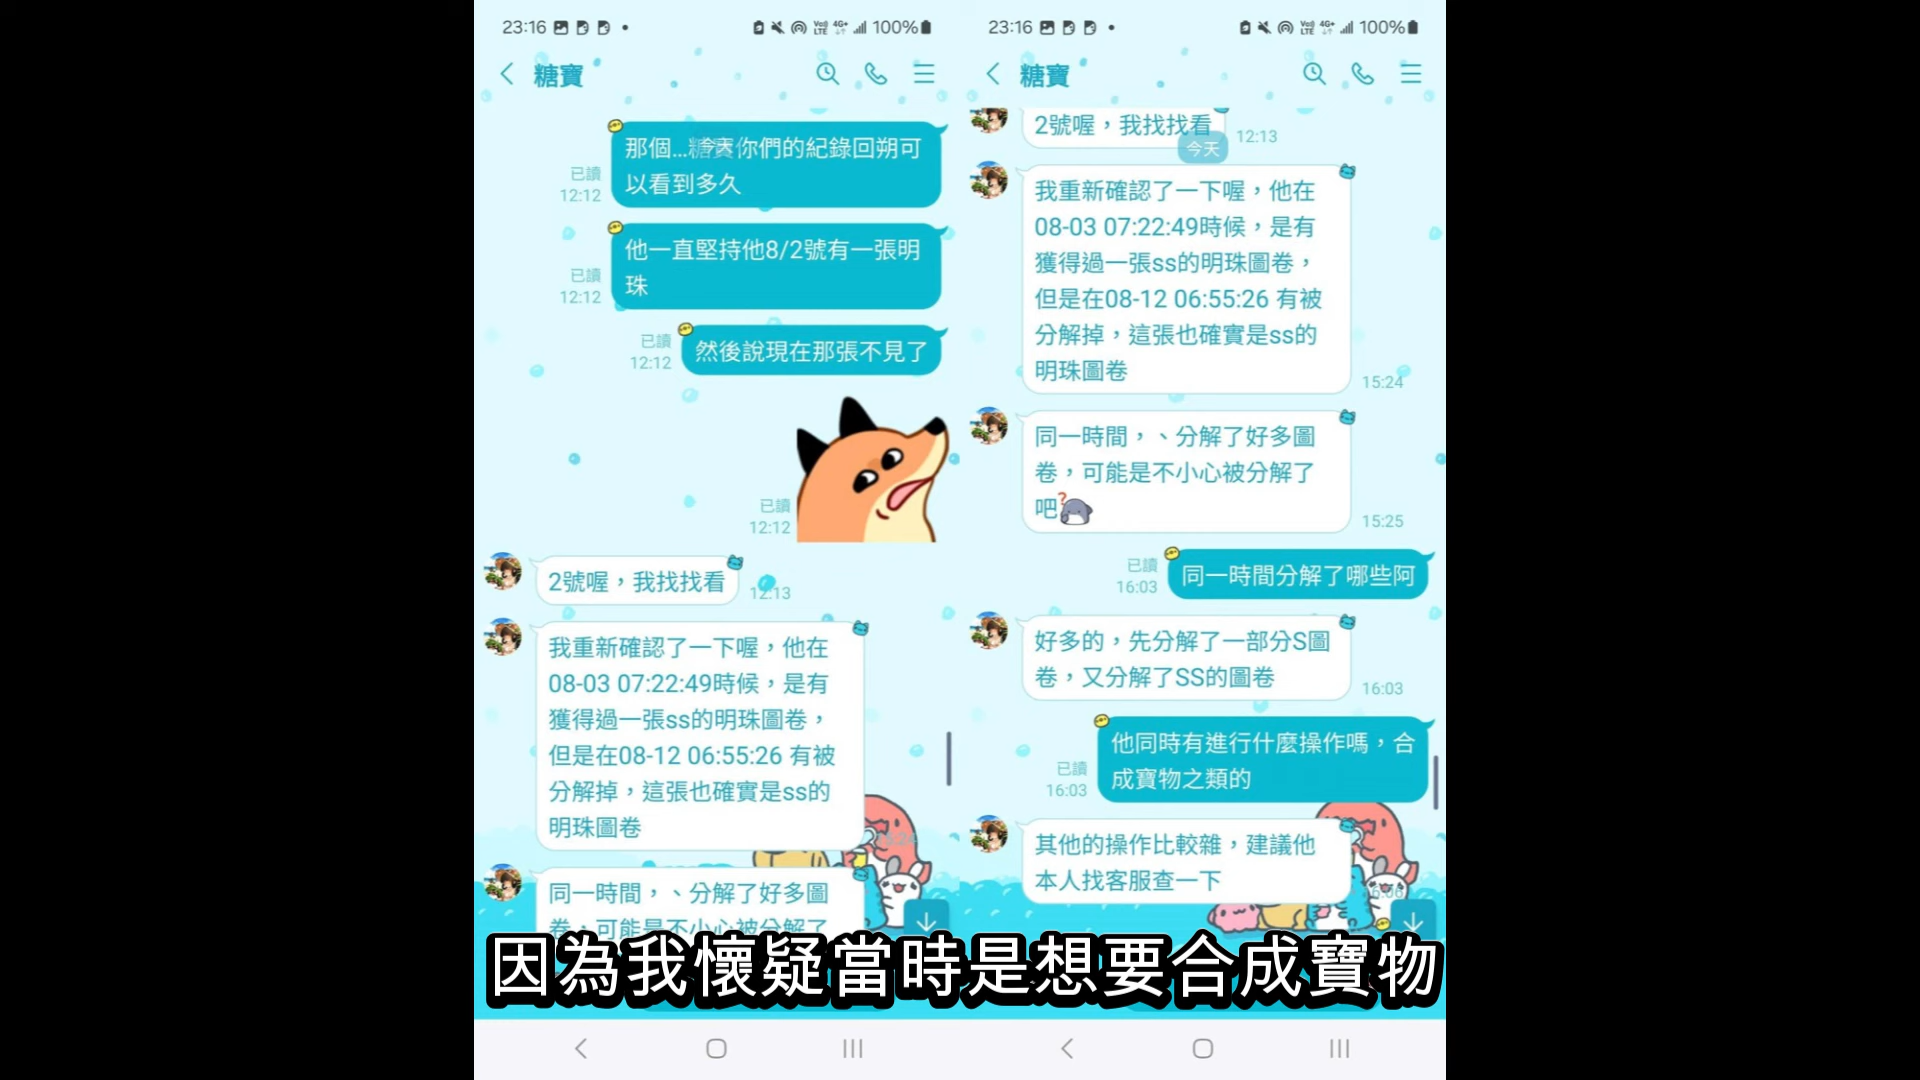 23:16
100%
糖寶
那個...糖寶你們的紀錄回朔可
以看到多久
已讀
12:12
他一直堅持他8/2號有一張明
珠
已讀
12:12
然後說現在那張不見了
已讀
12:12
已讀
12:12
2號喔，我找找看
12:13
我重新確認了一下喔，他在
08-03 07:22:49時候，是有
獲得過一張ss的明珠圖卷，
但是在08-12 06:55:26 有被
分解掉，這張也確實是ss的
明珠圖卷
同一時間，、分解了好多圖
卷，可能是不小心被分解了
23:16
100%
糖寶
2號喔，我找找看
12:13
今天
我重新確認了一下喔，他在
08-03 07:22:49時候，是有
獲得過一張ss的明珠圖卷，
但是在08-12 06:55:26 有被
分解掉，這張也確實是ss的
明珠圖卷
15:24
同一時間，、分解了好多圖
卷，可能是不小心被分解了
吧
15:25
同一時間分解了哪些阿
已讀
16:03
好多的，先分解了一部分S圖
卷，又分解了SS的圖卷
16:03
他同時有進行什麼操作嗎，合
成寶物之類的
已讀
16:03
其他的操作比較雜，建議他
本人找客服查一下
因為我懷疑當時是想要合成寶物